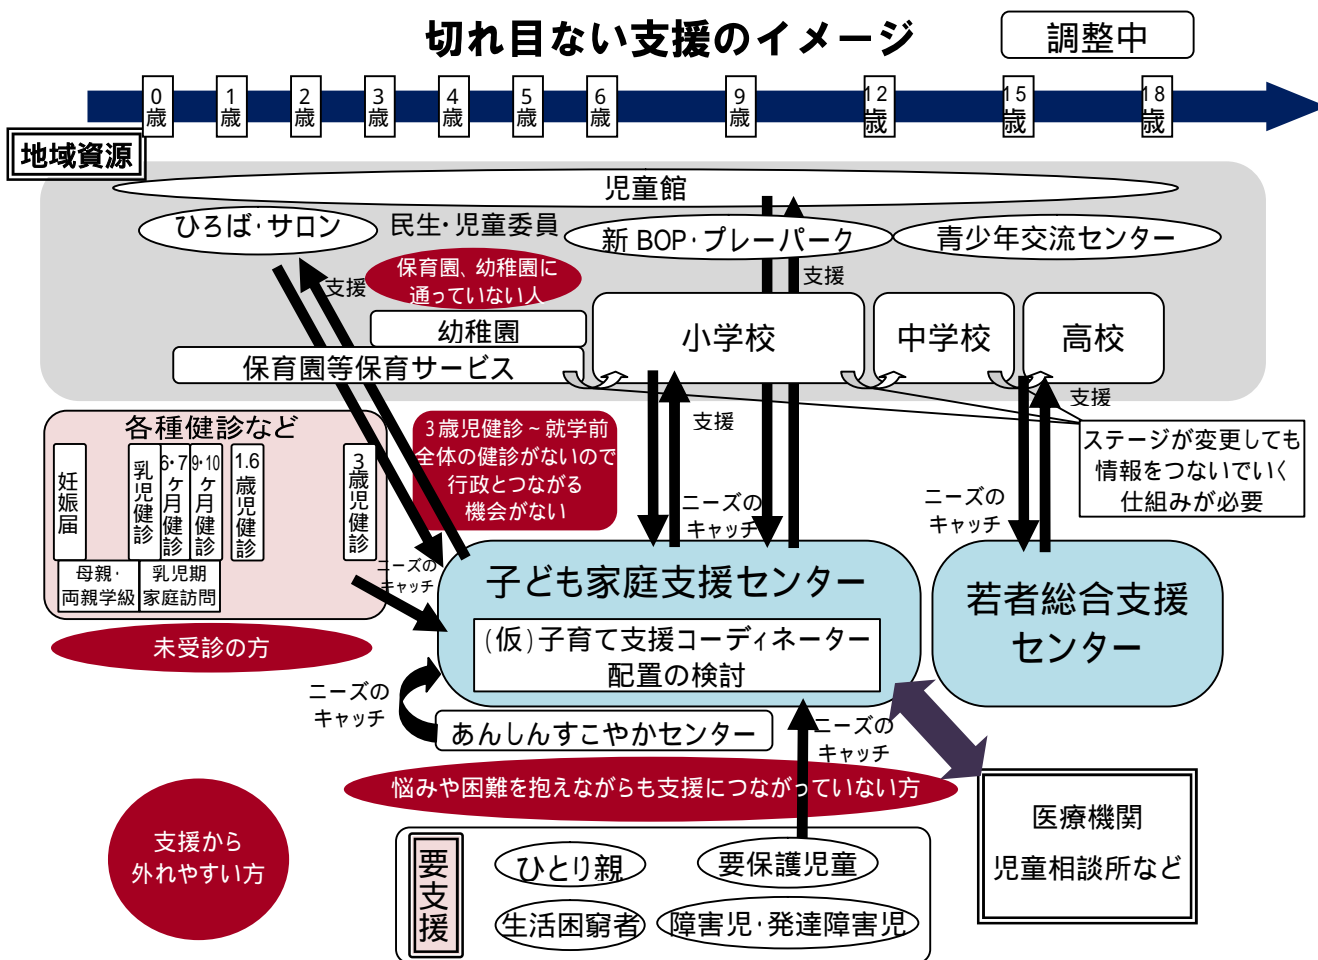 切れ目ない支援のイメージ
調整中
0歳
1歳
2歳
3歳
4歳
5歳
6歳
9歳
12歳
15歳
18歳
地域資源
児童館
ひろば・サロン
民生・児童委員
新BOP・プレーパーク
青少年交流センター
保育園、幼稚園に
通っていない人
支援
支援
幼稚園
小学校
中学校
高校
保育園等保育サービス
支援
支援
各種健診など
妊娠届
乳児健診
6・7ヶ月健診
9・10ヶ月健診
1.6歳児健診
3歳児健診
母親・
両親学級
乳児期
家庭訪問
3歳児健診~就学前
全体の健診がないので
行政とつながる
機会がない
ステージが変更しても
情報をつないでいく
仕組みが必要
ニーズの
キャッチ
ニーズの
キャッチ
ニーズの
キャッチ
未受診の方
子ども家庭支援センター
(仮)子育て支援コーディネーター
配置の検討
若者総合支援
センター
ニーズの
キャッチ
あんしんすこやかセンター
ニーズの
キャッチ
悩みや困難を抱えながらも支援につながっていない方
支援から
外れやすい方
要支援
ひとり親
要保護児童
生活困窮者
障害児・発達障害児
医療機関
児童相談所など